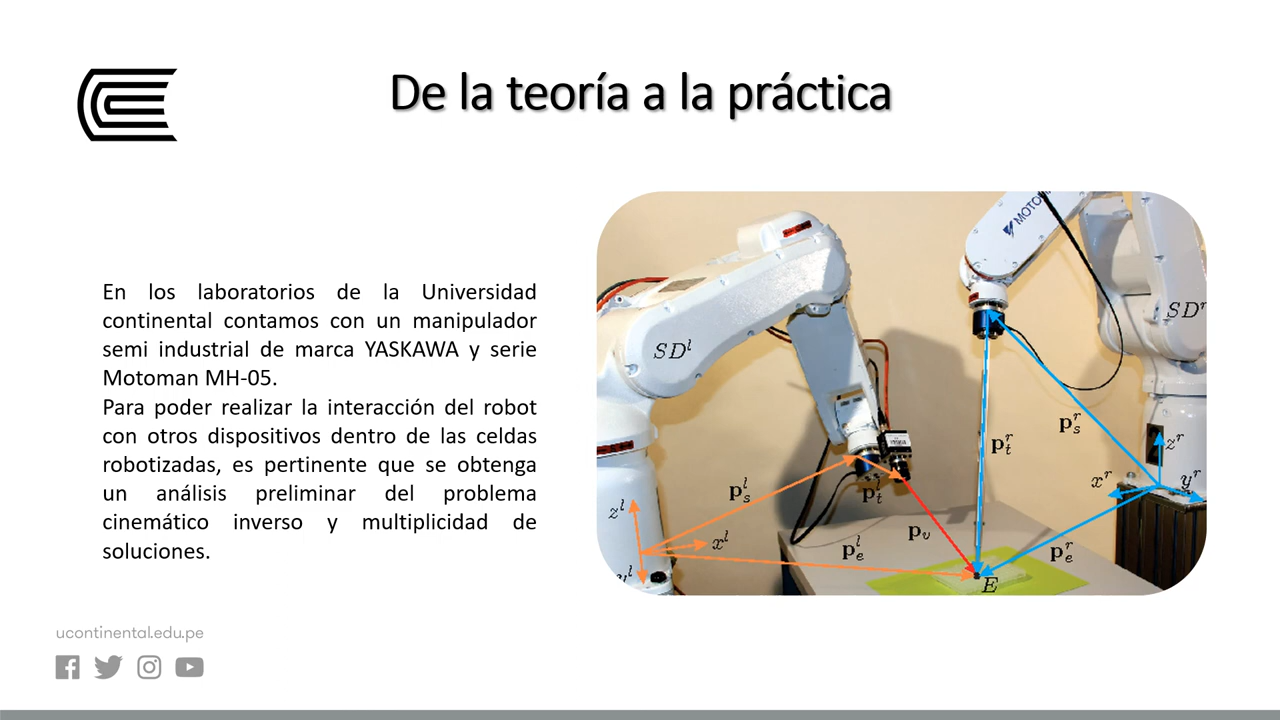 De la teoría a la práctica
En los laboratorios de la Universidad
continental contamos con un manipulador
semi industrial de marca YASKAWA y serie
Motoman MH-05.
Para poder realizar la interacción del robot
con otros dispositivos dentro de las celdas
robotizadas, es pertinente que se obtenga
un análisis preliminar del problema
cinemático inverso y multiplicidad de
soluciones.
MOTO
SD^l
SD^r
p_s^l
p_t^l
p_e^l
p_v
z^l
x^l
p_t^r
p_s^r
p_e^r
z^r
x^r
y^r
E
ucontinental.edu.pe